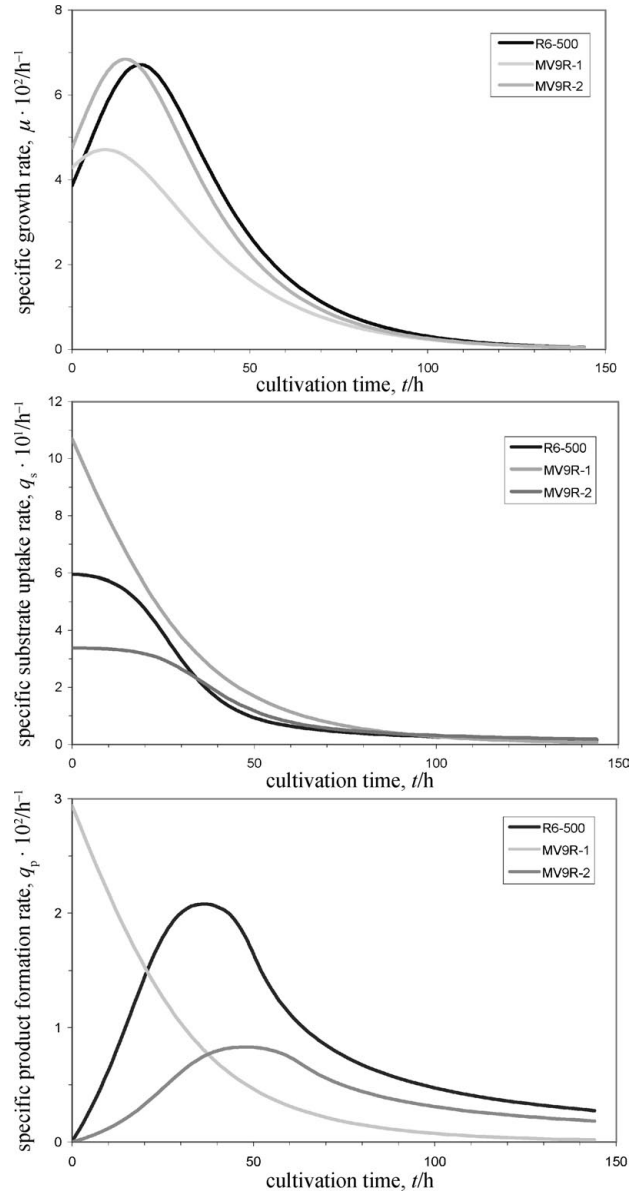 specific growth rate, μ · 10²/h⁻¹
8
6
4
2
0
R6-500
MV9R-1
MV9R-2
0
50
100
150
cultivation time, t/h
specific substrate uptake rate, qₛ · 10¹/h⁻¹
12
10
8
6
4
2
0
R6-500
MV9R-1
MV9R-2
0
50
100
150
cultivation time, t/h
specific product formation rate, qₚ · 10²/h⁻¹
3
2
1
0
R6-500
MV9R-1
MV9R-2
0
50
100
150
cultivation time, t/h